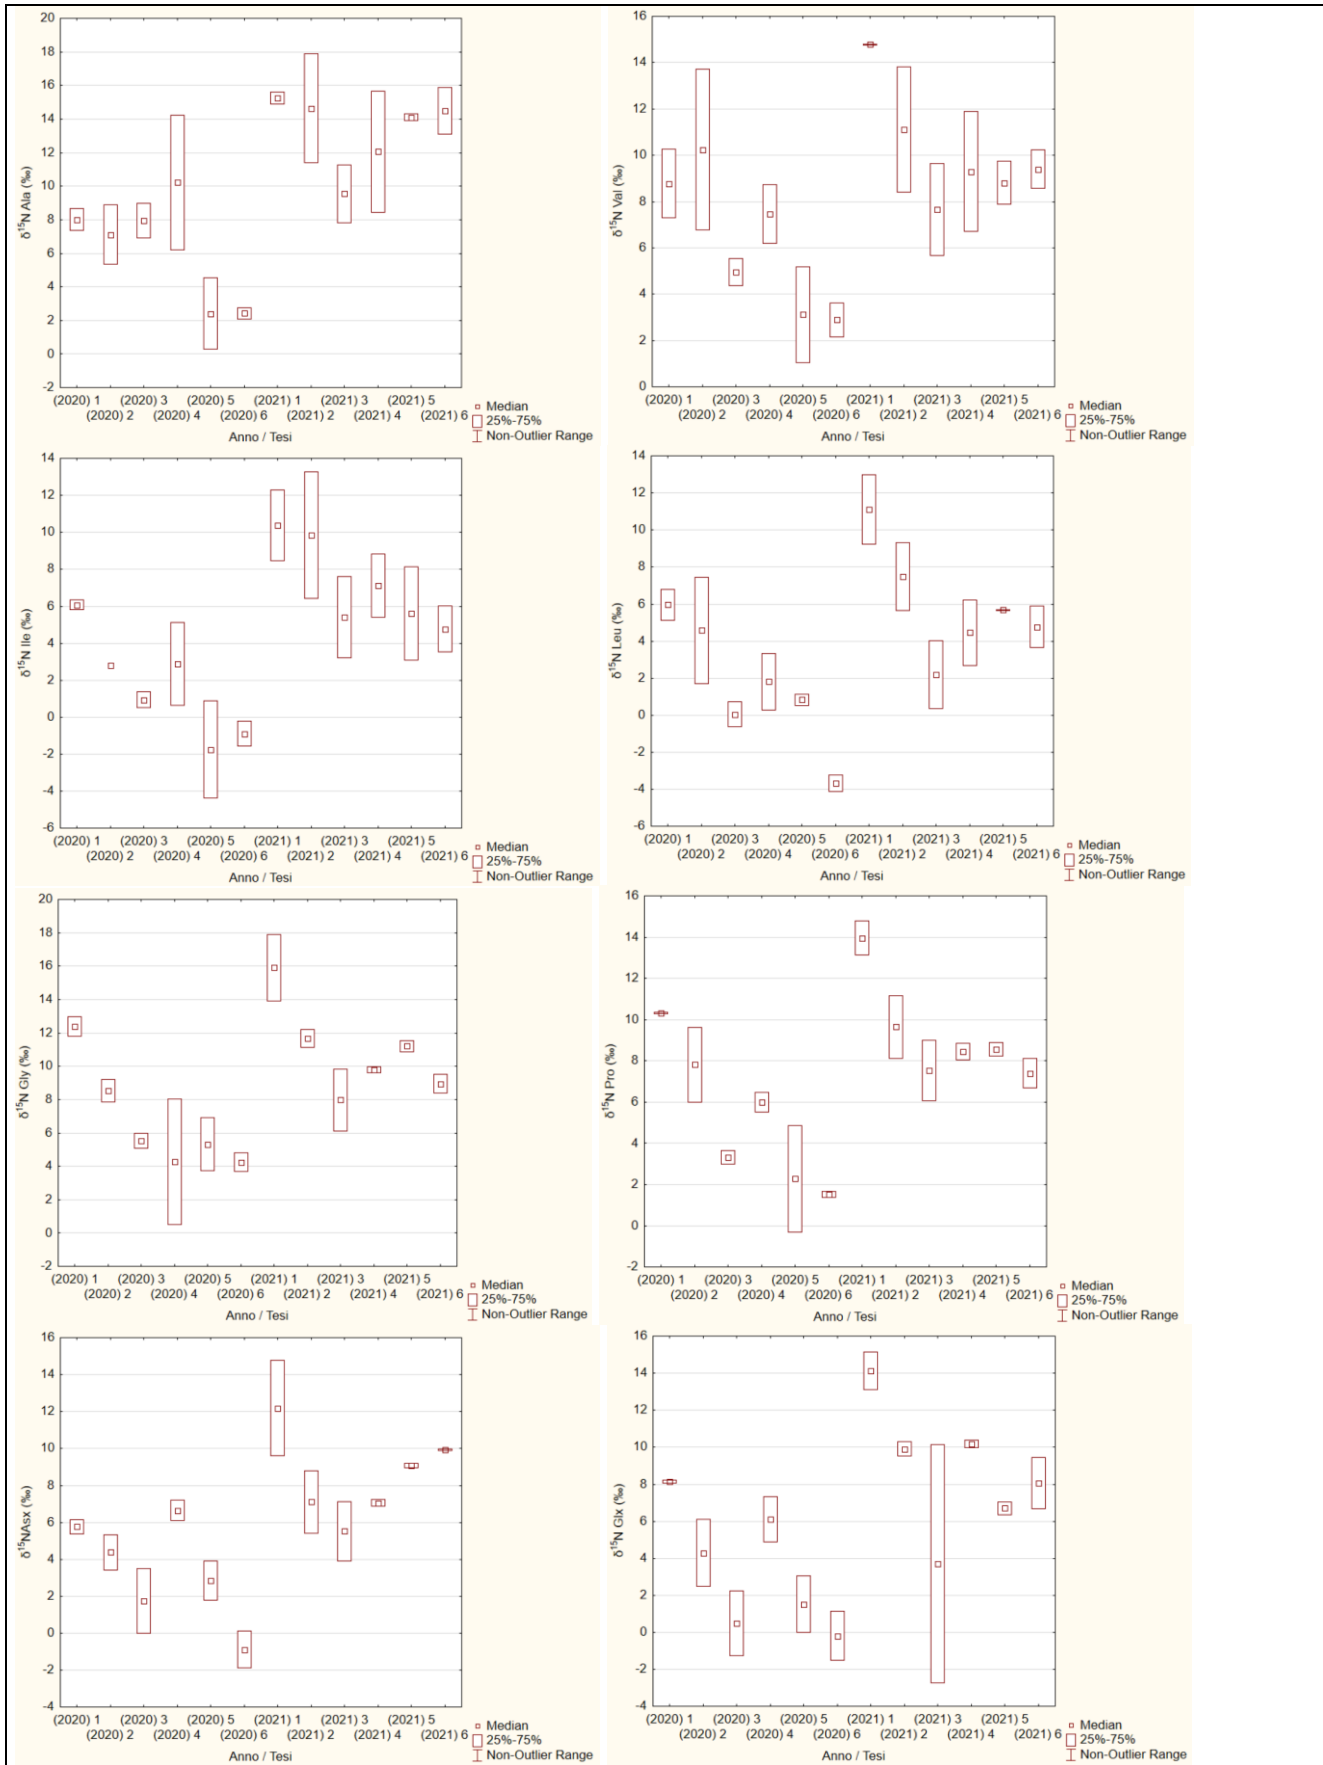 20
18
16
14
12
10
8
6
4
2
0
-2
δ¹⁵N Ala (‰)
(2020) 1 (2020) 3 (2020) 5 (2021) 1 (2021) 3 (2021) 5
(2020) 2 (2020) 4 (2020) 6 (2021) 2 (2021) 4 (2021) 6
Anno / Tesi
Median
25%-75%
Non-Outlier Range
16
14
12
10
8
6
4
2
0
δ¹⁵N Val (‰)
(2020) 1 (2020) 3 (2020) 5 (2021) 1 (2021) 3 (2021) 5
(2020) 2 (2020) 4 (2020) 6 (2021) 2 (2021) 4 (2021) 6
Anno / Tesi
Median
25%-75%
Non-Outlier Range
14
12
10
8
6
4
2
0
-2
-4
-6
δ¹⁵N Ile (‰)
(2020) 1 (2020) 3 (2020) 5 (2021) 1 (2021) 3 (2021) 5
(2020) 2 (2020) 4 (2020) 6 (2021) 2 (2021) 4 (2021) 6
Anno / Tesi
Median
25%-75%
Non-Outlier Range
14
12
10
8
6
4
2
0
-2
-4
-6
δ¹⁵N Leu (‰)
(2020) 1 (2020) 3 (2020) 5 (2021) 1 (2021) 3 (2021) 5
(2020) 2 (2020) 4 (2020) 6 (2021) 2 (2021) 4 (2021) 6
Anno / Tesi
Median
25%-75%
Non-Outlier Range
20
18
16
14
12
10
8
6
4
2
0
-2
δ¹⁵N Gly (‰)
(2020) 1 (2020) 3 (2020) 5 (2021) 1 (2021) 3 (2021) 5
(2020) 2 (2020) 4 (2020) 6 (2021) 2 (2021) 4 (2021) 6
Anno / Tesi
Median
25%-75%
Non-Outlier Range
16
14
12
10
8
6
4
2
0
-2
δ¹⁵N Pro (‰)
(2020) 1 (2020) 3 (2020) 5 (2021) 1 (2021) 3 (2021) 5
(2020) 2 (2020) 4 (2020) 6 (2021) 2 (2021) 4 (2021) 6
Anno / Tesi
Median
25%-75%
Non-Outlier Range
16
14
12
10
8
6
4
2
0
-2
-4
δ¹⁵NAsx (‰)
(2020) 1 (2020) 3 (2020) 5 (2021) 1 (2021) 3 (2021) 5
(2020) 2 (2020) 4 (2020) 6 (2021) 2 (2021) 4 (2021) 6
Anno / Tesi
Median
25%-75%
Non-Outlier Range
16
14
12
10
8
6
4
2
0
-2
-4
δ¹⁵N Glx (‰)
(2020) 1 (2020) 3 (2020) 5 (2021) 1 (2021) 3 (2021) 5
(2020) 2 (2020) 4 (2020) 6 (2021) 2 (2021) 4 (2021) 6
Anno / Tesi
Median
25%-75%
Non-Outlier Range